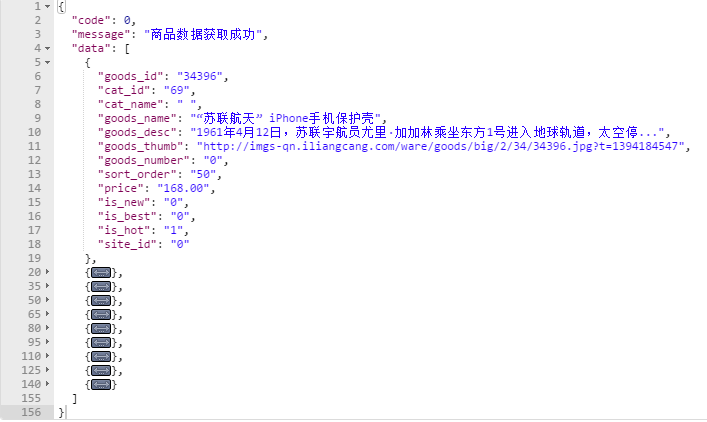 1 {
2 "code": 0,
3 "message": "商品数据获取成功",
4 "data": [
5 {
6 "goods_id": "34396",
7 "cat_id": "69",
8 "cat_name": " ",
9 "goods_name": "“苏联航天” iPhone手机保护壳",
10 "goods_desc": "1961年4月12日，苏联宇航员尤里·加加林乘坐东方1号进入地球轨道，太空停...",
11 "goods_thumb": "http://imgs-qn.iliangcang.com/ware/goods/big/2/34/34396.jpg?t=1394184547",
12 "goods_number": "0",
13 "sort_order": "50",
14 "price": "168.00",
15 "is_new": "0",
16 "is_best": "0",
17 "is_hot": "1",
18 "site_id": "0"
19 },
20 {↔},
35 {↔},
50 {↔},
65 {↔},
80 {↔},
95 {↔},
110 {↔},
125 {↔},
140 {↔}
155 ]
156 }